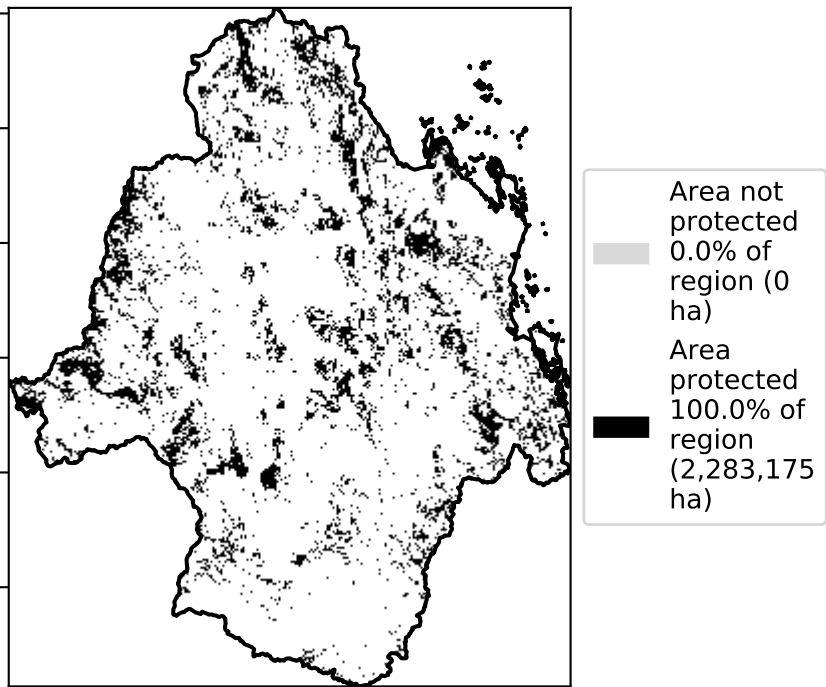 Area not
protected
0.0% of
region (0
ha)
Area
protected
100.0% of
region
(2,283,175
ha)